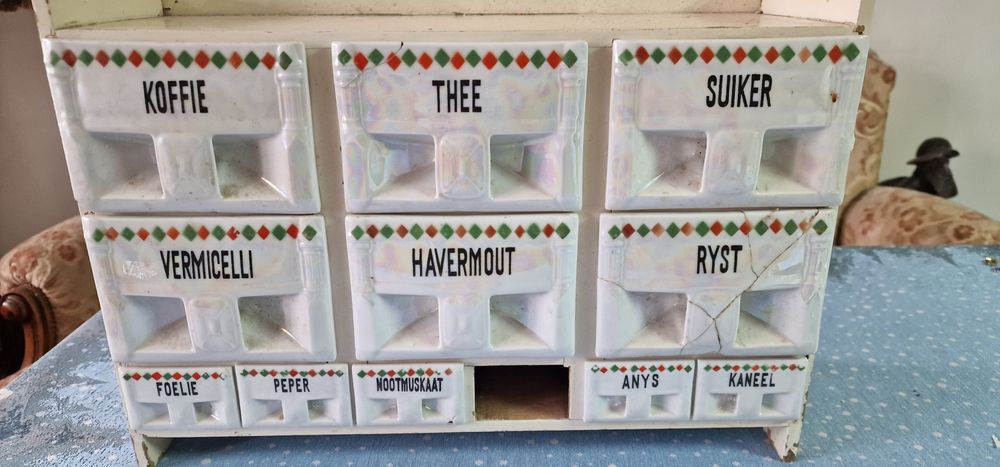 KOFFIE
THEE
SUIKER
VERMICELLI
HAVERMOUT
RYST
FOELIE
PEPER
NOOTMUSKAAT
ANYS
KANEEL